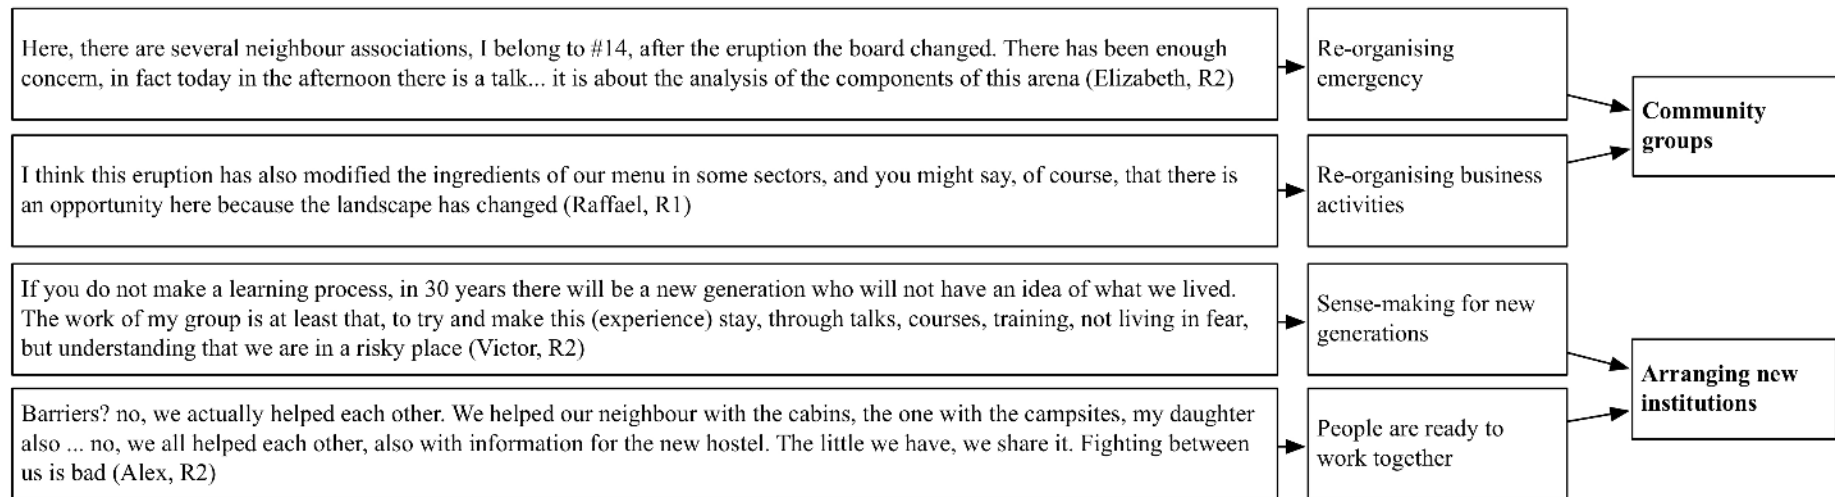 Here, there are several neighbour associations, I belong to #14, after the eruption the board changed. There has been enough
concern, in fact today in the afternoon there is a talk... it is about the analysis of the components of this arena (Elizabeth, R2)
Re-organising
emergency
Community
groups
I think this eruption has also modified the ingredients of our menu in some sectors, and you might say, of course, that there is
an opportunity here because the landscape has changed (Raffael, R1)
Re-organising business
activities
If you do not make a learning process, in 30 years there will be a new generation who will not have an idea of what we lived.
The work of my group is at least that, to try and make this (experience) stay, through talks, courses, training, not living in fear,
but understanding that we are in a risky place (Victor, R2)
Sense-making for new
generations
Arranging new
institutions
Barriers? no, we actually helped each other. We helped our neighbour with the cabins, the one with the campsites, my daughter
also ... no, we all helped each other, also with information for the new hostel. The little we have, we share it. Fighting between
us is bad (Alex, R2)
People are ready to
work together